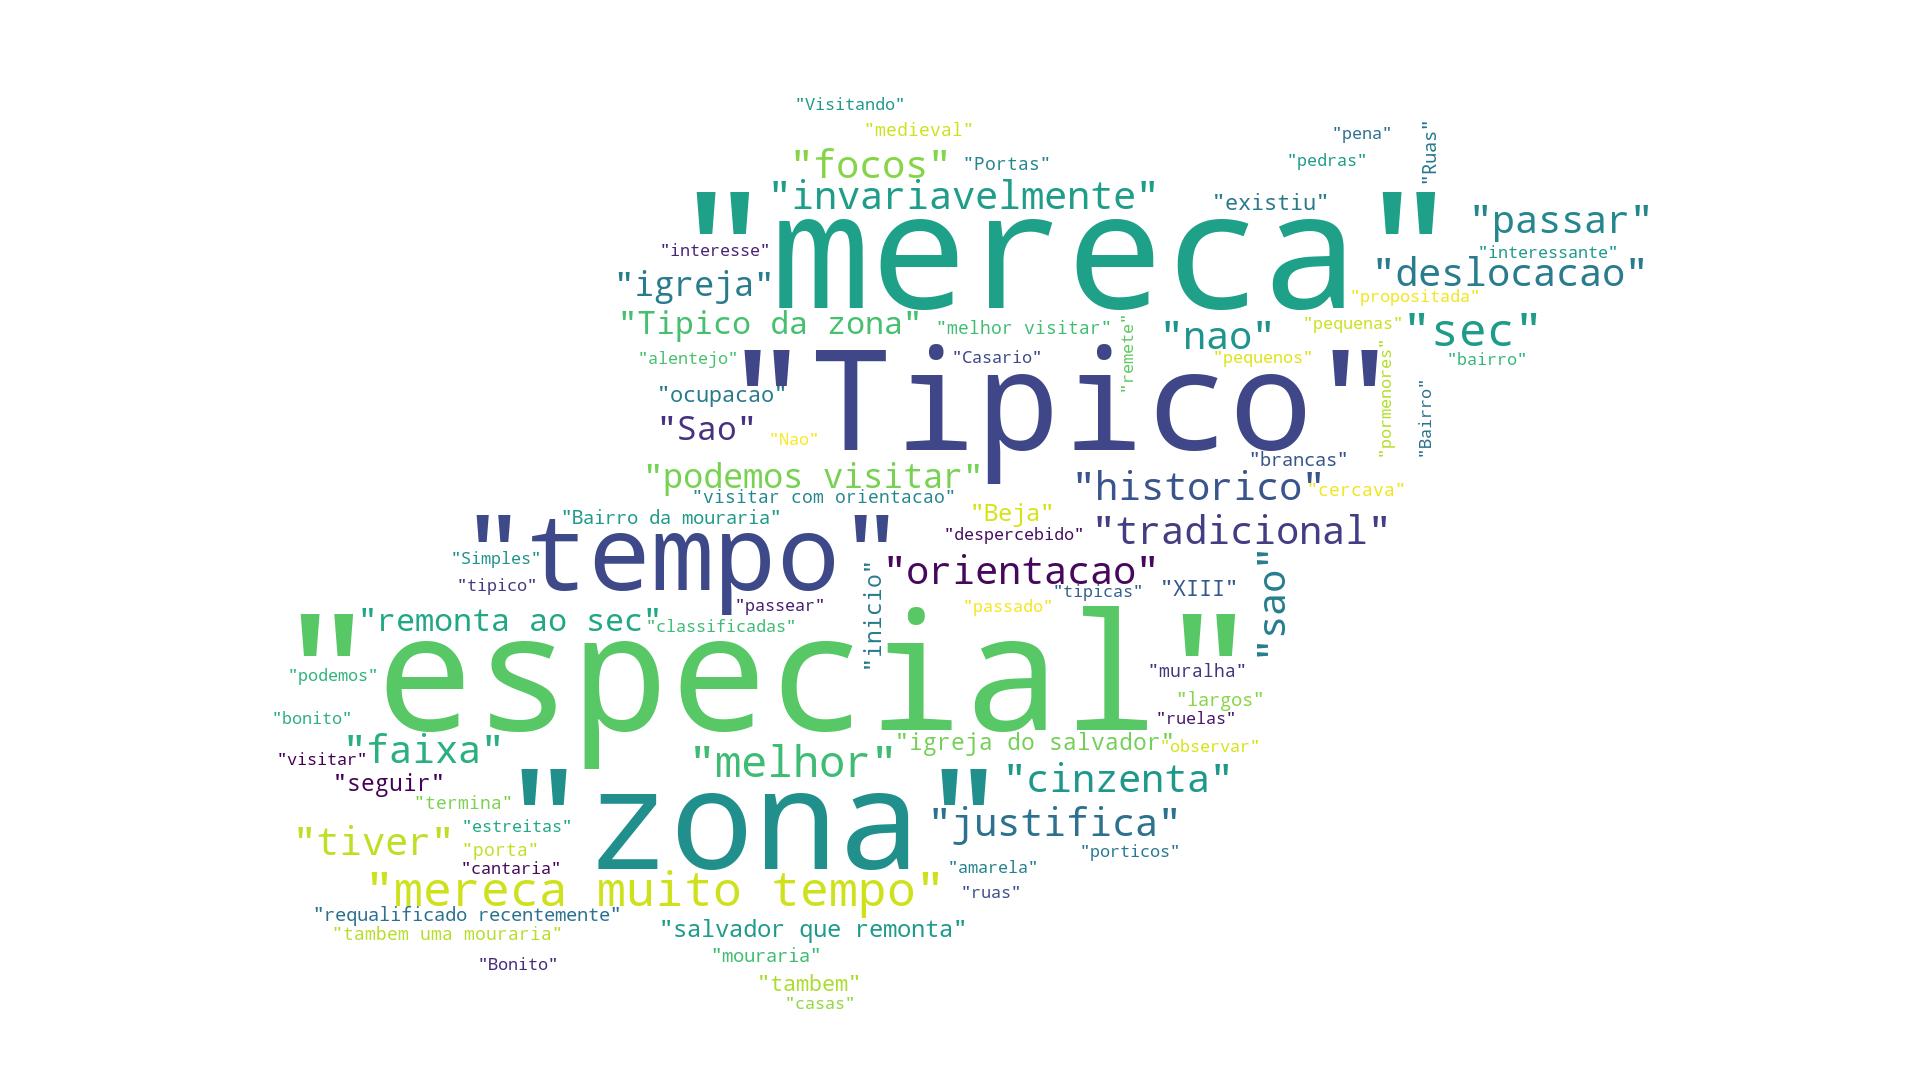 "Visitando"
"medieval"
"pena"
"Ruas"
"focos"
"Portas"
"pedras"
"invariavelmente"
"existiu"
"mereca"
"passar"
"interesse"
"interessante"
"igreja"
"deslocacao"
"propositada"
"Tipico da zona"
"melhor visitar"
"remete"
"nao"
"pequenas"
"sec"
"alentejo"
"Casario"
"pequenos"
"bairro"
"Tipico"
"pormenores"
"Bairro"
"ocupacao"
"Sao"
"Nao"
"brancas"
"podemos visitar"
"historico"
"cercava"
"visitar com orientacao"
"Bairro da mouraria"
"Beja"
"tradicional"
"despercebido"
"tempo"
"Simples"
"orientacao"
"tipico"
"tipicas"
"XIII"
"sao"
"passear"
"inicio"
"passado"
"remonta ao sec"
"classificadas"
"especial"
"podemos"
"muralha"
"largos"
"bonito"
"ruelas"
"faixa"
"igreja do salvador"
"observar"
"visitar"
"melhor"
"seguir"
"cinzenta"
"termina"
"zona"
"tiver"
"estreitas"
"justifica"
"porta"
"porticos"
"cantaria"
"amarela"
"mereca muito tempo"
"ruas"
"requalificado recentemente"
"tambem uma mouraria"
"salvador que remonta"
"mouraria"
"Bonito"
"tambem"
"casas"